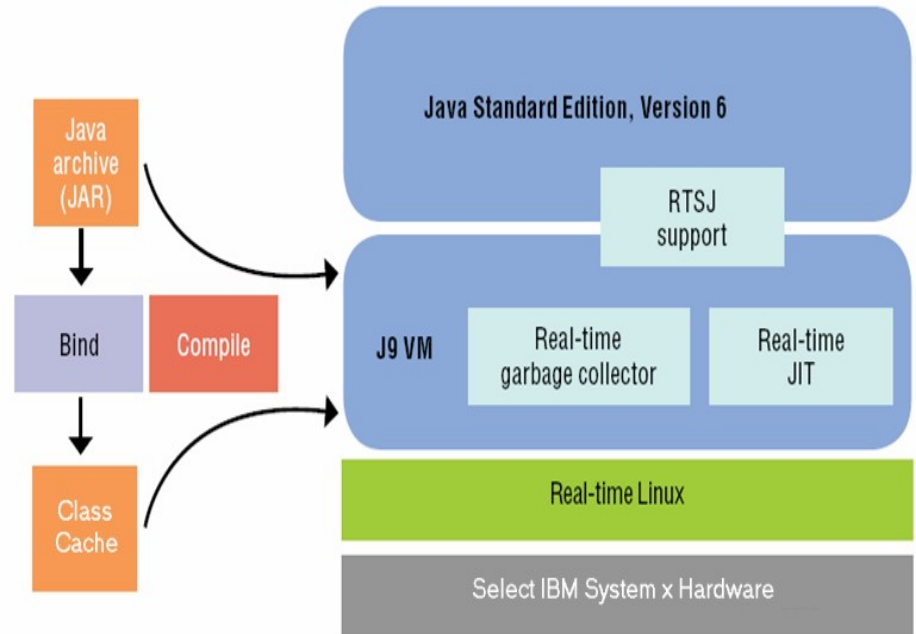 Java
archive
(JAR)
Bind
Compile
Class
Cache
Java Standard Edition, Version 6
RTSJ
support
J9 VM
Real-time
garbage collector
Real-time
JIT
Real-time Linux
Select IBM System x Hardware